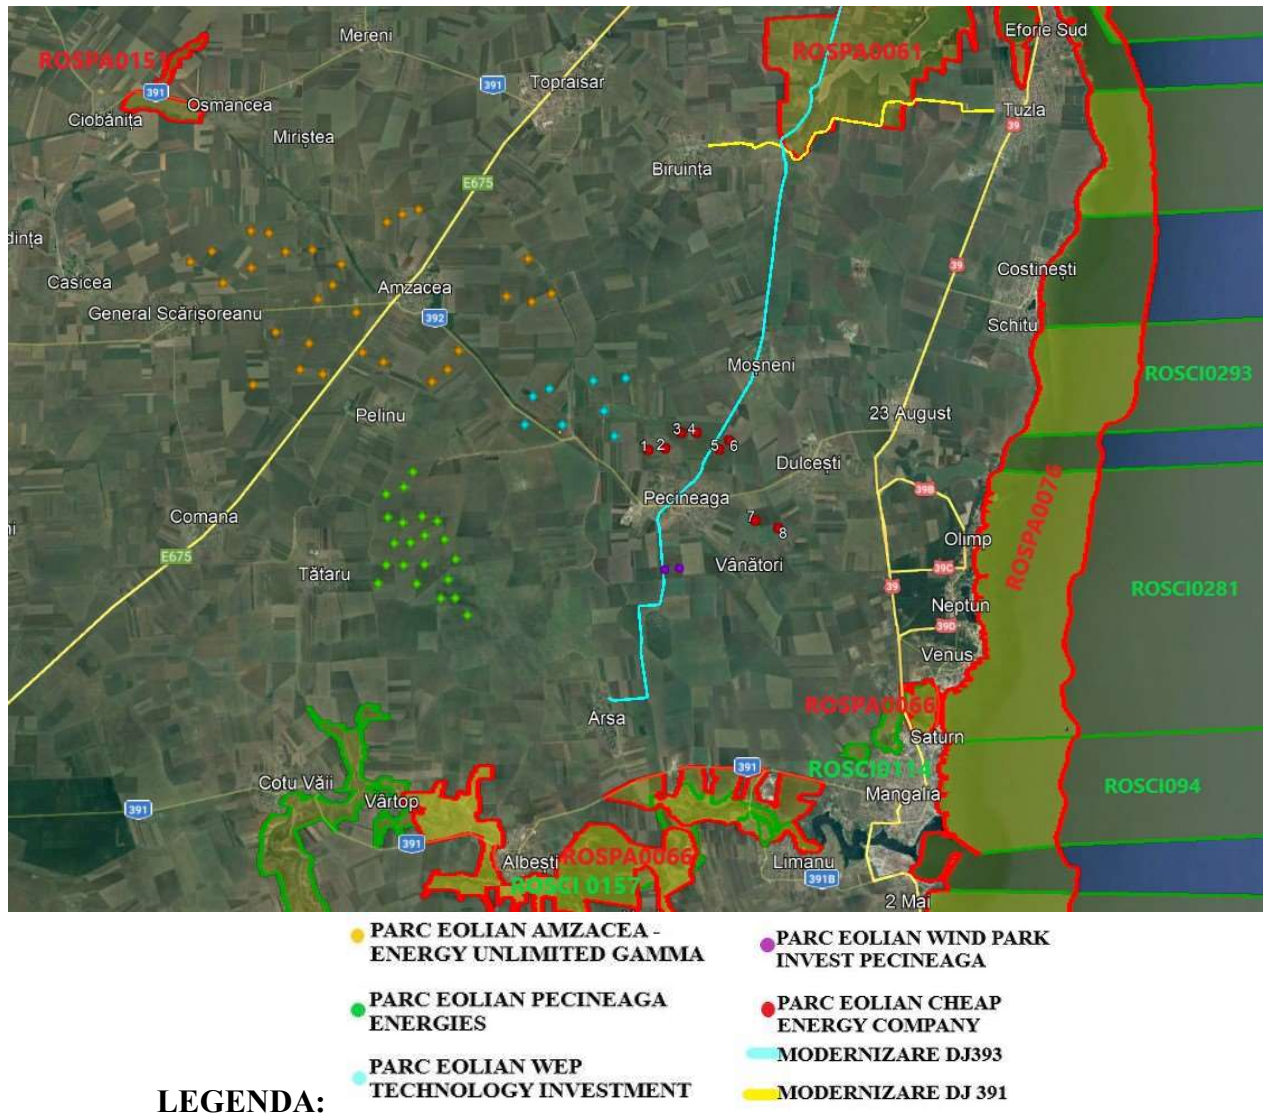 Eforie Sud
Mereni
ROSPA0151
ROSPA0061
Topraisar
391
391
Osmancea
Ciobănița
Tuzla
39
Miriștea
Biruința
E675
39
Costinești
Casicea
Amzacea
General Scărișoreanu
392
Schitu
Moșneni
ROSCI0293
Pelinu
23 August
3 4
1 2
5 6
Dulcești
ROSPA0076
39B
Pecineaga
Comana
7
8
Olimp
E675
Vânători
39C
Tătaru
39
ROSCI0281
Neptun
39D
Venus
ROSPA0066
Arsa
Saturn
ROSCI0114
391
Cotu Văii
ROSCI094
Mangalia
Vârtop
391
391
Albești
ROSPA0066
Limanu
391B
ROSCI 0157
2 Mai
PARC EOLIAN AMZACEA -
ENERGY UNLIMITED GAMMA
PARC EOLIAN WIND PARK
INVEST PECINEAGA
PARC EOLIAN PECINEAGA
ENERGIES
PARC EOLIAN CHEAP
ENERGY COMPANY
MODERNIZARE DJ393
PARC EOLIAN WEP
TECHNOLOGY INVESTMENT
MODERNIZARE DJ 391
LEGENDA: